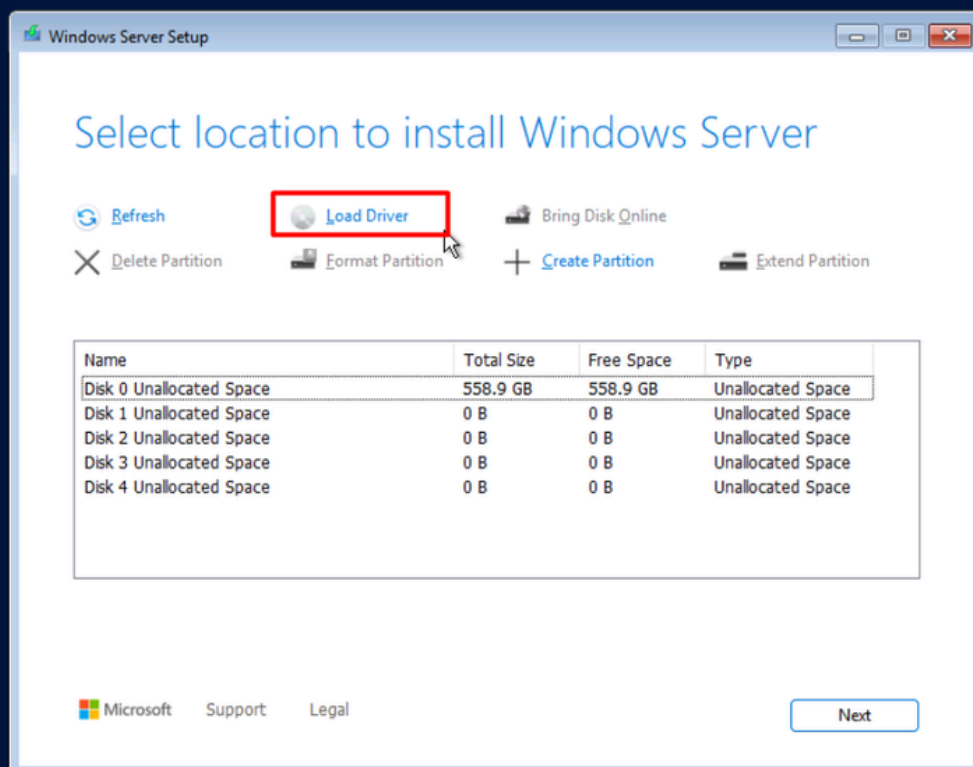 Windows Server Setup
Select location to install Windows Server
Refresh Load Driver Bring Disk Online
Delete Partition Format Partition Create Partition Extend Partition
Name Total Size Free Space Type
Disk 0 Unallocated Space 558.9 GB 558.9 GB Unallocated Space
Disk 1 Unallocated Space 0 B 0 B Unallocated Space
Disk 2 Unallocated Space 0 B 0 B Unallocated Space
Disk 3 Unallocated Space 0 B 0 B Unallocated Space
Disk 4 Unallocated Space 0 B 0 B Unallocated Space
Microsoft Support Legal Next